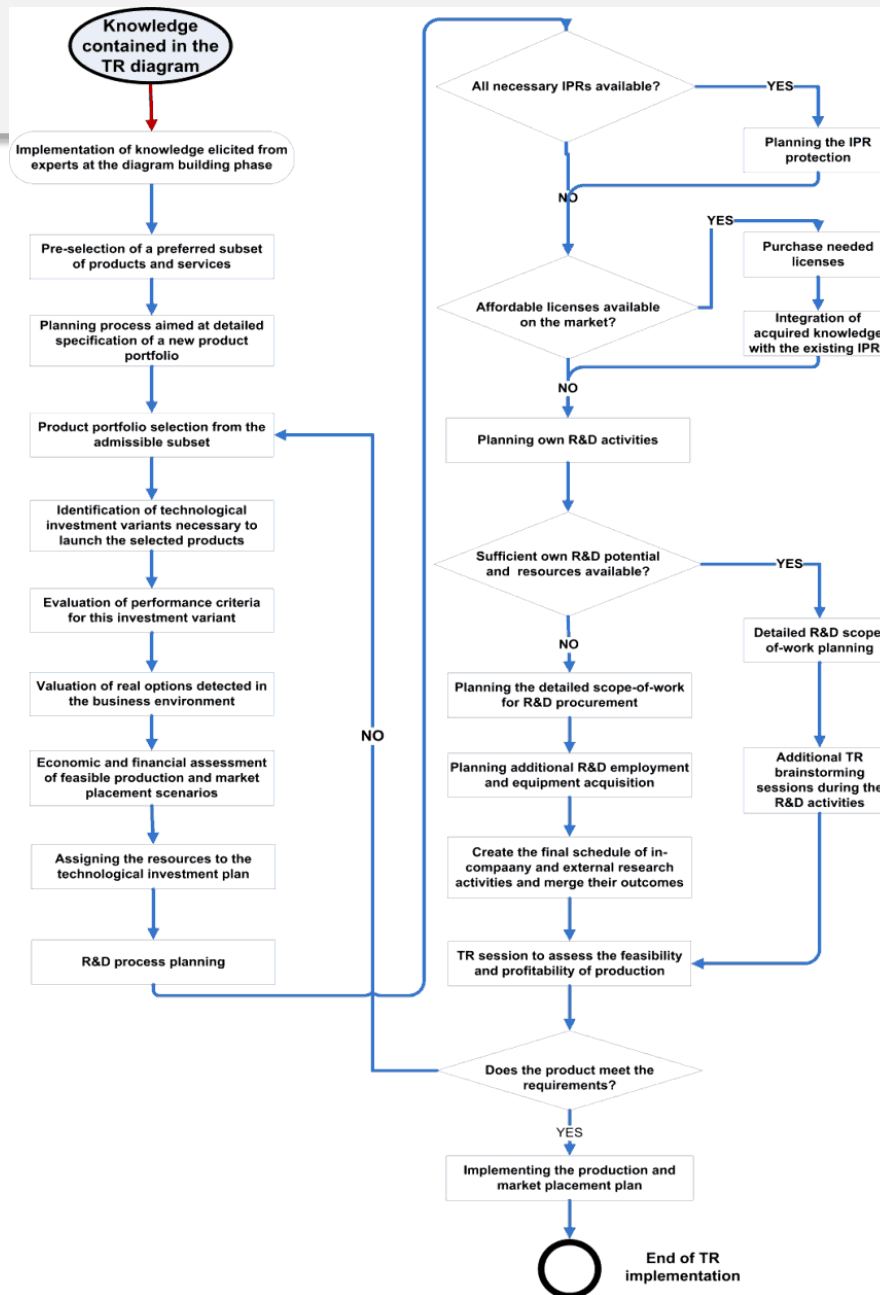 Knowledge
contained in the
TR diagram
Implementation of knowledge elicited from
experts at the diagram building phase
Pre-selection of a preferred subset
of products and services
Planning process aimed at detailed
specification of a new product
portfolio
Product portfolio selection from the
admissible subset
Identification of technological
investment variants necessary to
launch the selected products
Evaluation of performance criteria
for this investment variant
Valuation of real options detected in
the business environment
Economic and financial assessment
of feasible production and market
placement scenarios
Assigning the resources to the
technological investment plan
R&D process planning
NO
All necessary IPRs available?
YES
Planning the IPR
protection
NO
YES
Purchase needed
licenses
Affordable licenses available
on the market?
Integration of
acquired knowledge
with the existing IPR
NO
Planning own R&D activities
Sufficient own R&D potential
and resources available?
YES
Detailed R&D scope
of-work planning
NO
Planning the detailed scope-of-work
for R&D procurement
Planning additional R&D employment
and equipment acquisition
Additional TR
brainstorming
sessions during the
R&D activities
Create the final schedule of in-
compaany and external research
activities and merge their outcomes
TR session to assess the feasibility
and profitability of production
Does the product meet the
requirements?
YES
Implementing the production and
market placement plan
End of TR
implementation